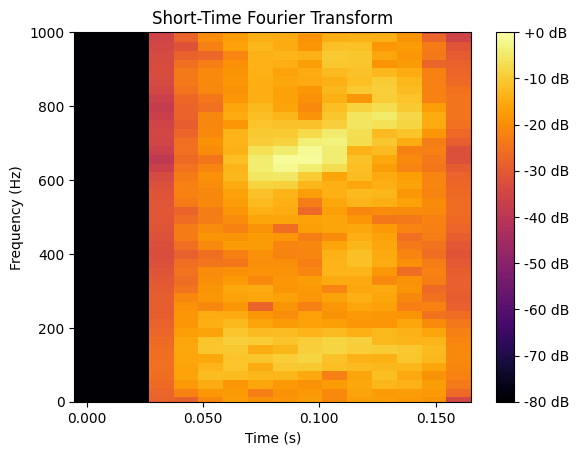 Short-Time Fourier Transform
1000
800
600
400
200
0
Frequency (Hz)
0.000
0.050
0.100
0.150
Time (s)
+0 dB
-10 dB
-20 dB
-30 dB
-40 dB
-50 dB
-60 dB
-70 dB
-80 dB